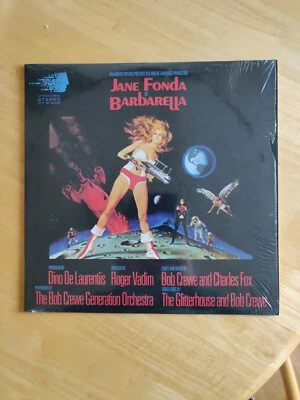 STEREO
JANE FONDA
BARBARELLA
Dino De Laurentiis
Roger Vadim
Bob Crewe and Charles Fox
The Bob Crewe Generation Orchestra
The Glitterhouse and Bob Crewe